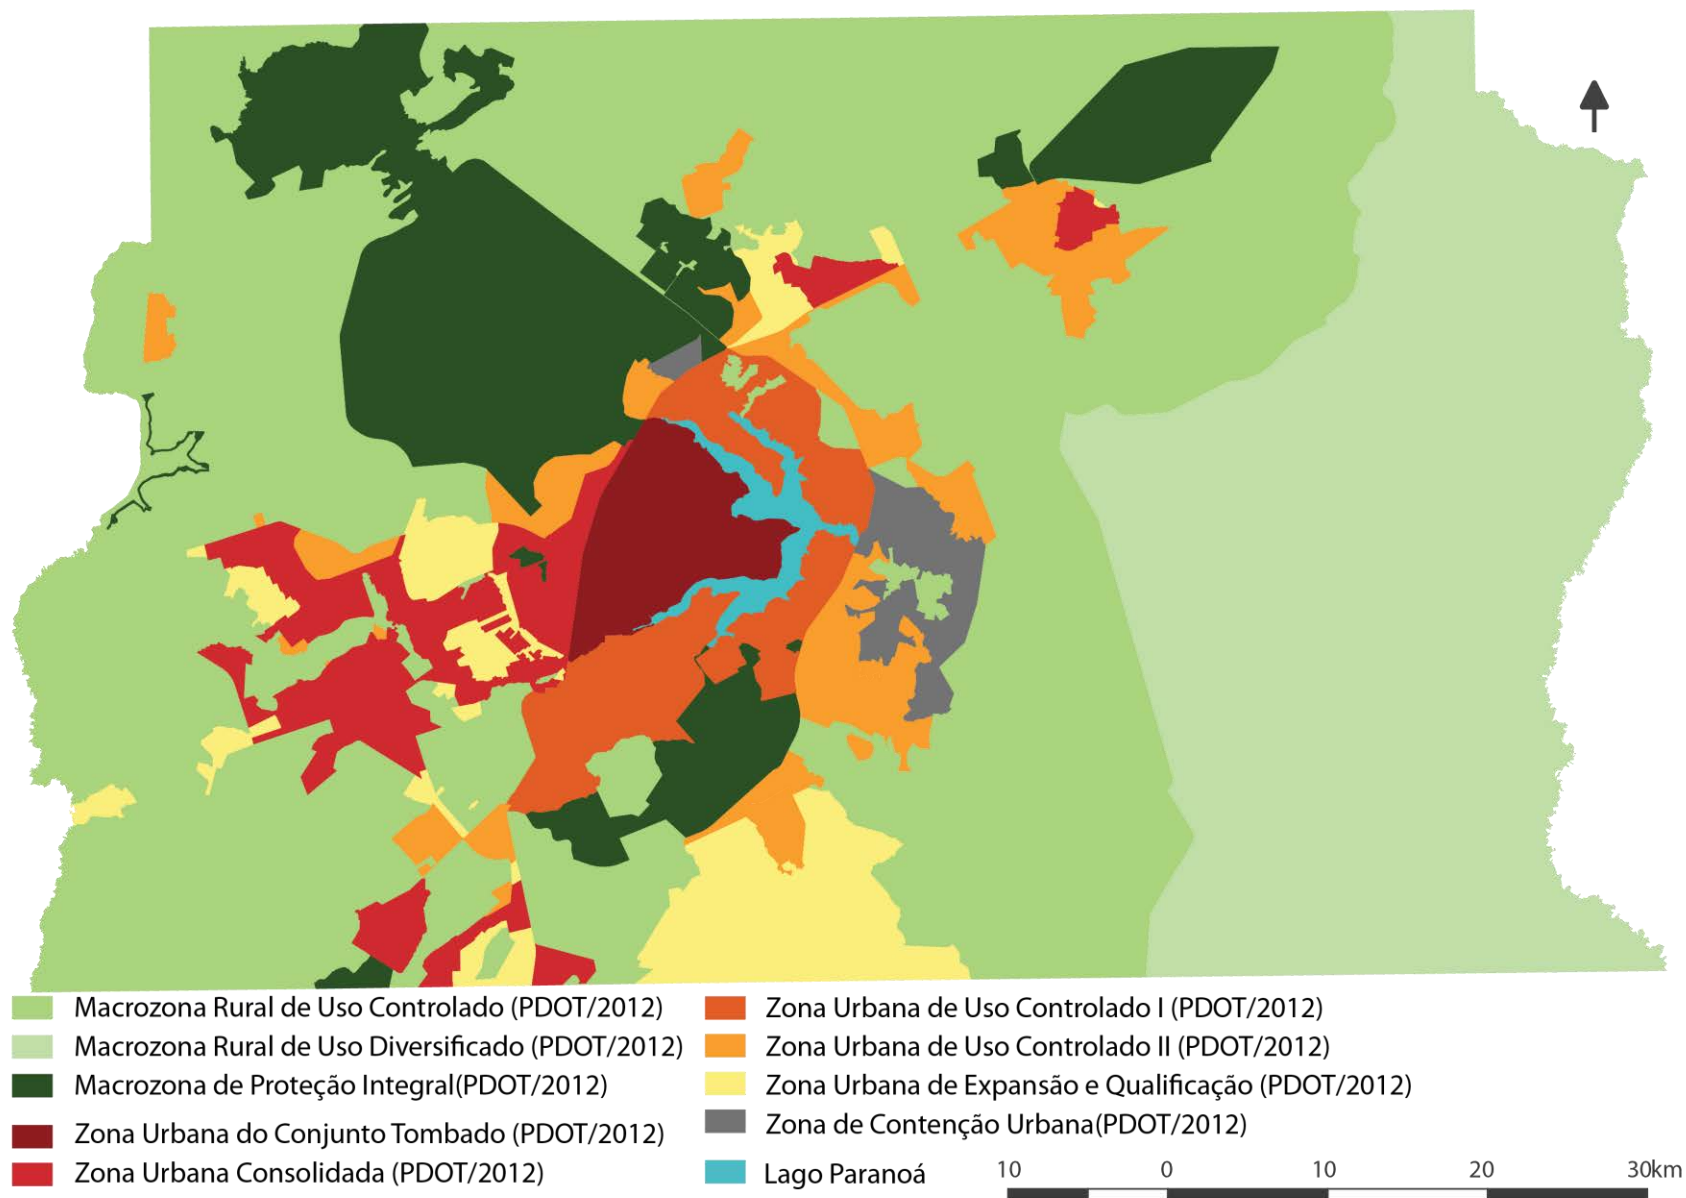 Macrozona Rural de Uso Controlado (PDOT/2012)
Macrozona Rural de Uso Diversificado (PDOT/2012)
Macrozona de Proteção Integral(PDOT/2012)
Zona Urbana do Conjunto Tombado (PDOT/2012)
Zona Urbana Consolidada (PDOT/2012)
Zona Urbana de Uso Controlado I (PDOT/2012)
Zona Urbana de Uso Controlado II (PDOT/2012)
Zona Urbana de Expansão e Qualificação (PDOT/2012)
Zona de Contenção Urbana(PDOT/2012)
Lago Paranoá
10 0 10 20 30km